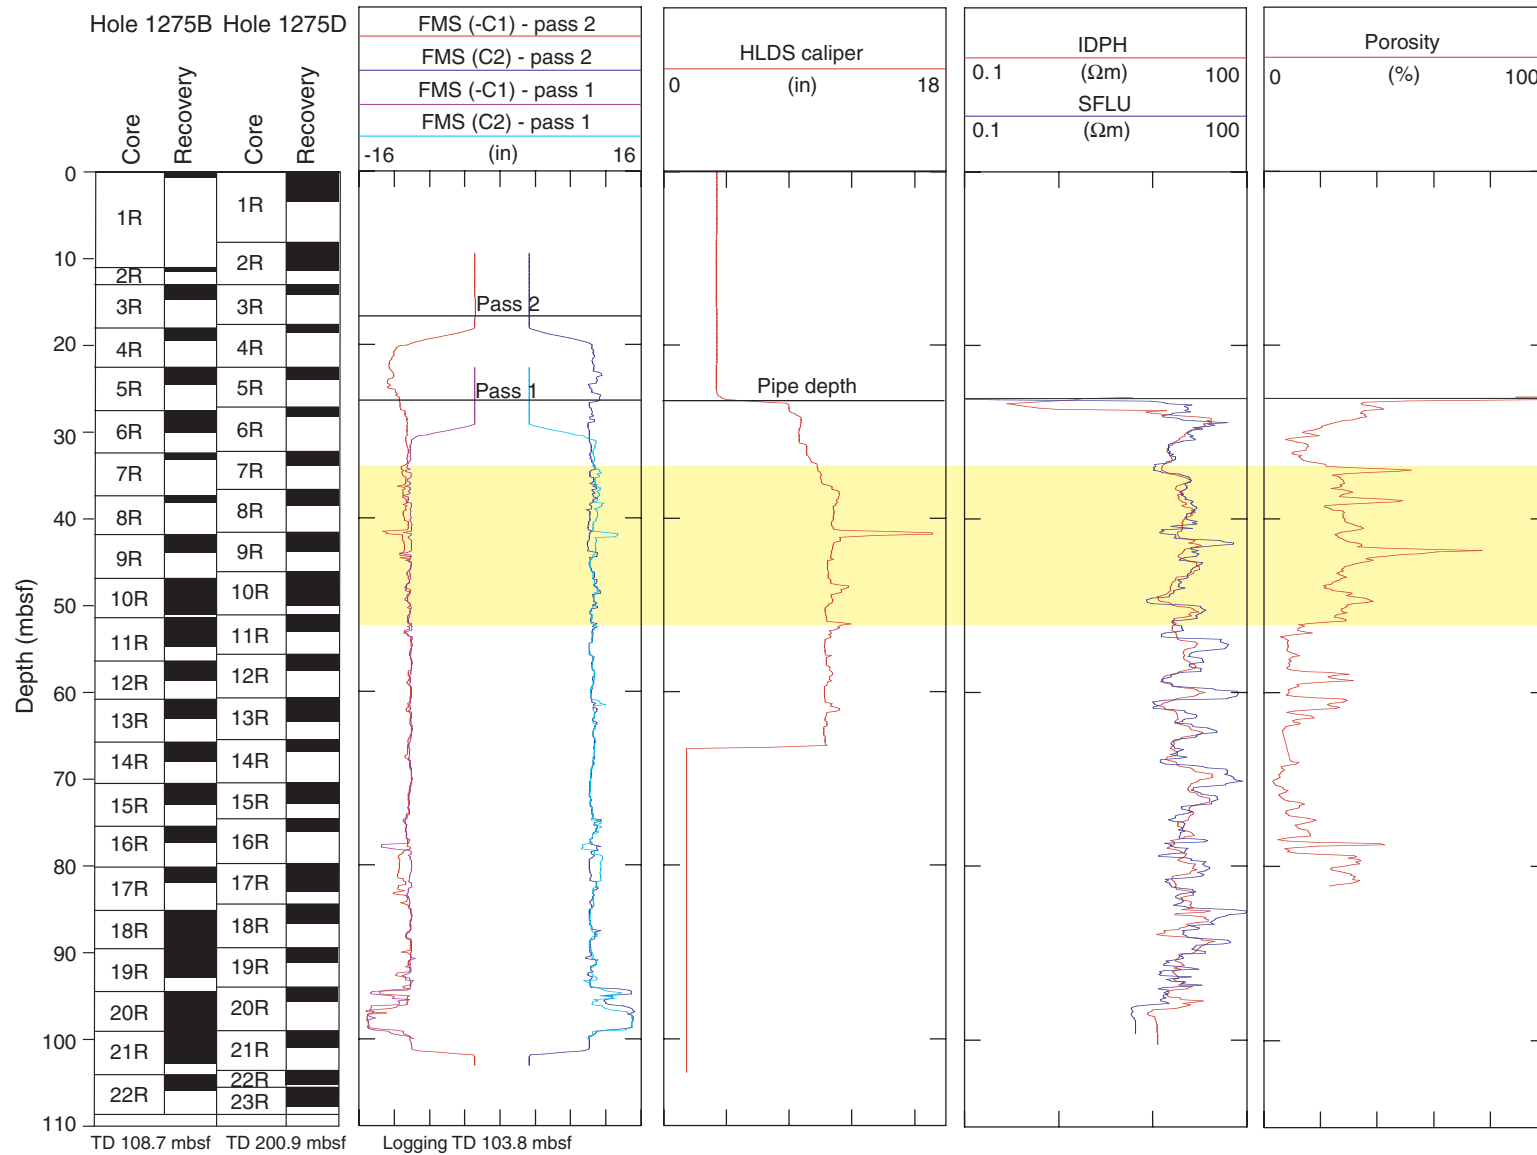 Hole 1275B Hole 1275D
Core
Recovery
Core
Recovery
FMS (-C1) - pass 2
FMS (C2) - pass 2
FMS (-C1) - pass 1
FMS (C2) - pass 1
-16 (in) 16
HLDS caliper
0 (in) 18
IDPH
0.1 (Ωm) 100
SFLU
0.1 (Ωm) 100
Porosity
0 (%) 100
Depth (mbsf)
0
10
20
30
40
50
60
70
80
90
100
110
1R
2R
3R
4R
5R
6R
7R
8R
9R
10R
11R
12R
13R
14R
15R
16R
17R
18R
19R
20R
21R
22R
1R
2R
3R
4R
5R
6R
7R
8R
9R
10R
11R
12R
13R
14R
15R
16R
17R
18R
19R
20R
21R
22R
23R
Pass 2
Pass 1
Pipe depth
TD 108.7 mbsf TD 200.9 mbsf Logging TD 103.8 mbsf